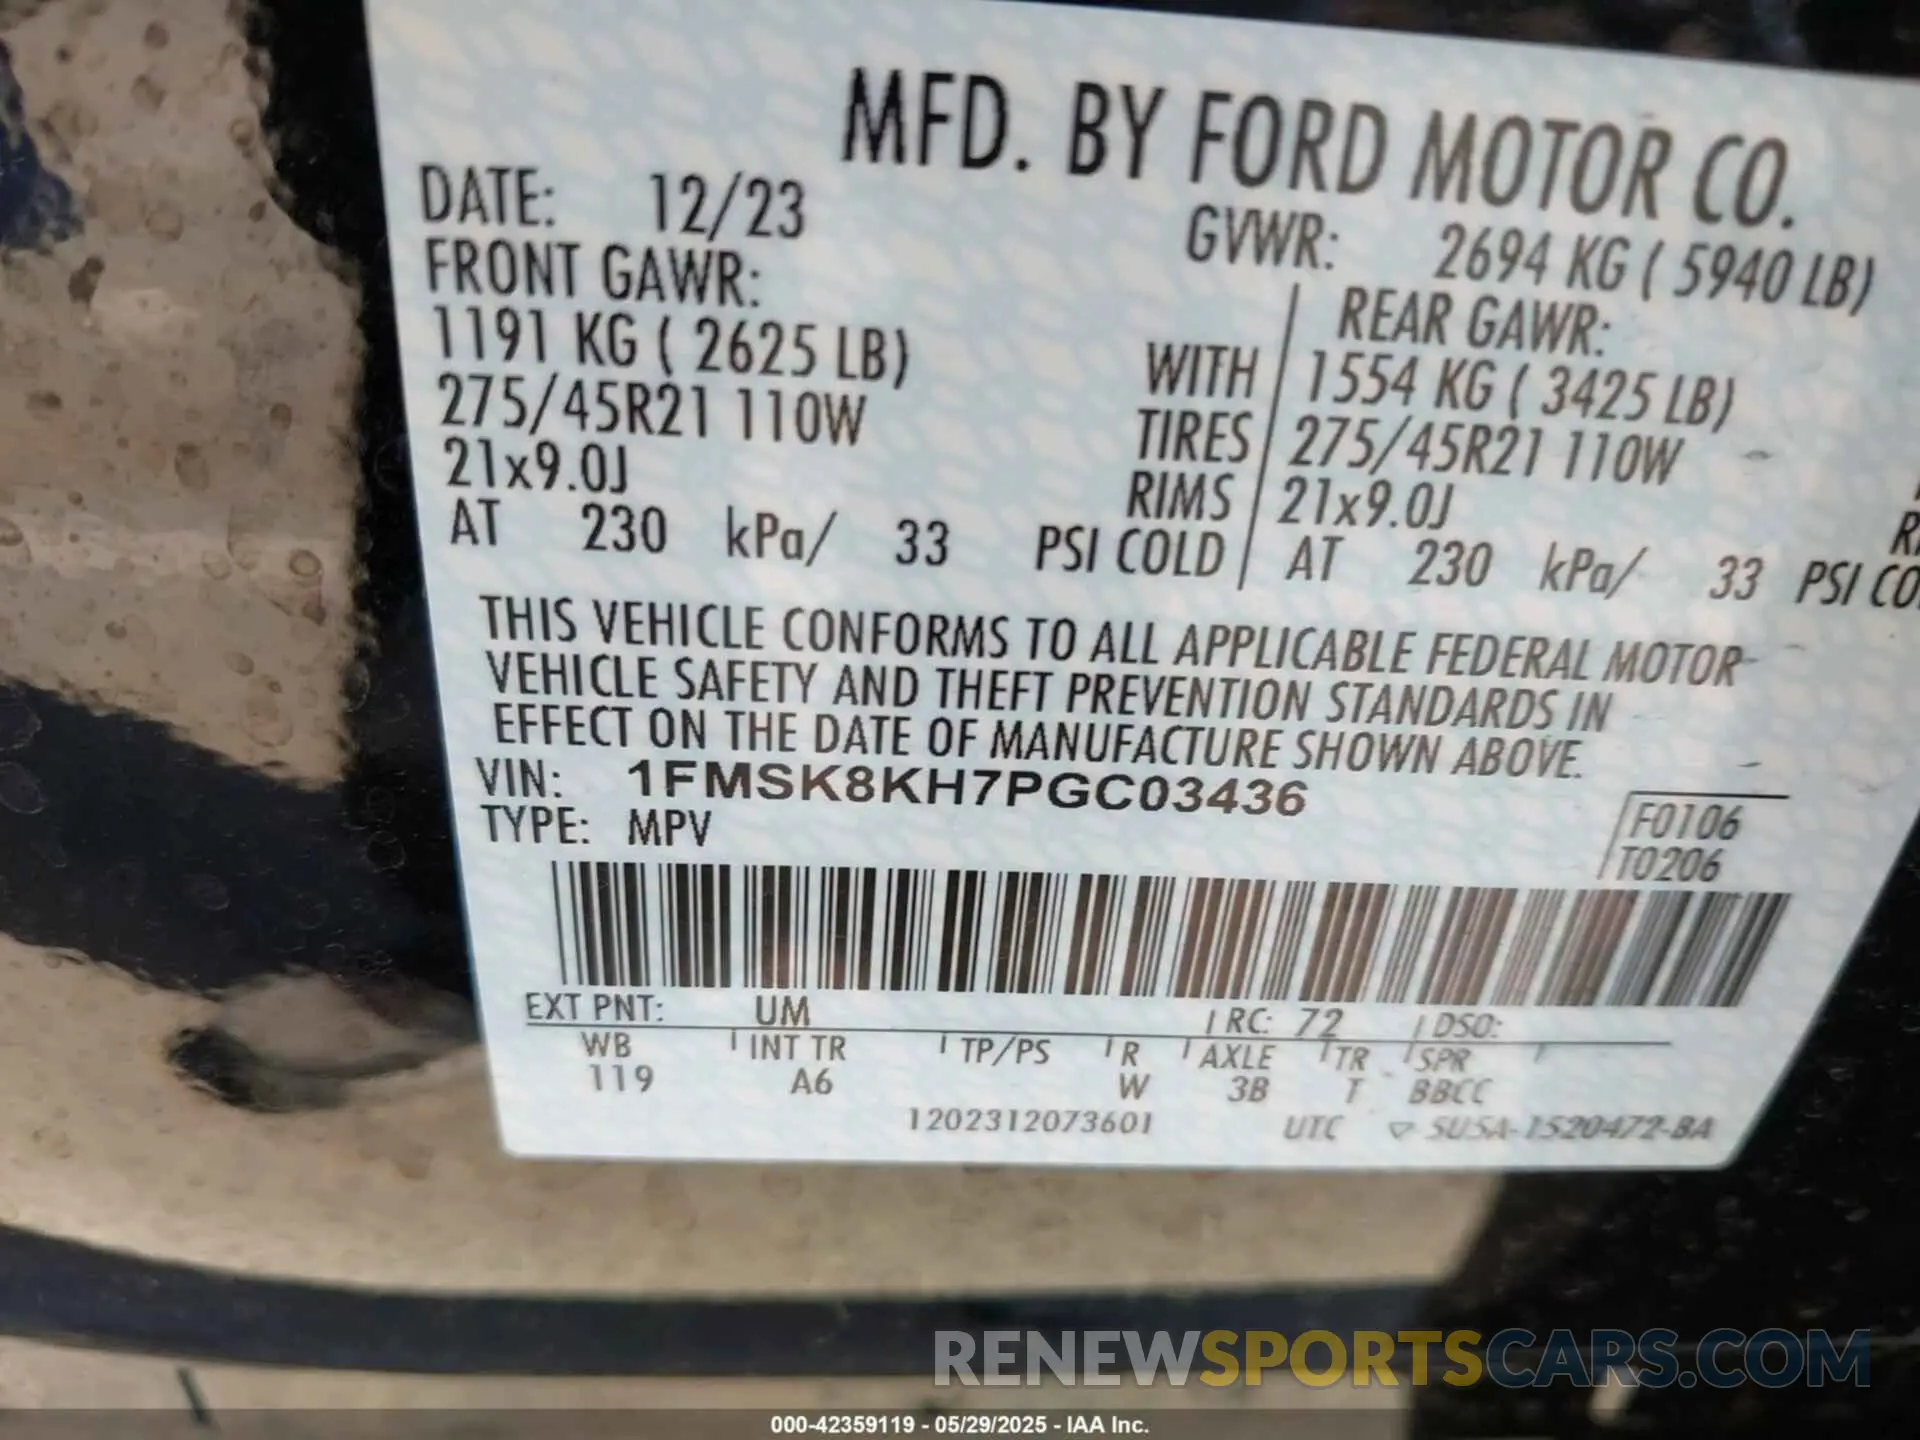 MFD. BY FORD MOTOR CO.
DATE: 12/23 GVWR: 2694 KG ( 5940 LB)
FRONT GAWR: REAR GAWR:
1191 KG ( 2625 LB) WITH 1554 KG ( 3425 LB)
275/45R21 110W TIRES 275/45R21 110W
21x9.0J RIMS 21x9.0J
AT 230 kPa/ 33 PSI COLD AT 230 kPa/ 33 PSI CO
THIS VEHICLE CONFORMS TO ALL APPLICABLE FEDERAL MOTOR
VEHICLE SAFETY AND THEFT PREVENTION STANDARDS IN
EFFECT ON THE DATE OF MANUFACTURE SHOWN ABOVE.
VIN: 1FMSK8KH7PGC03436
TYPE: MPV
F0106
T0206
EXT PNT: UM RC: 72 DSO:
WB INT TR TP/PS R AXLE TR SPR
119 A6 W 3B T BBCC
1202312073601 UTC ▽ 5U5A-1520472-BA
RENEWSPORTSCARS.COM
000-42359119 - 05/29/2025 - IAA Inc.